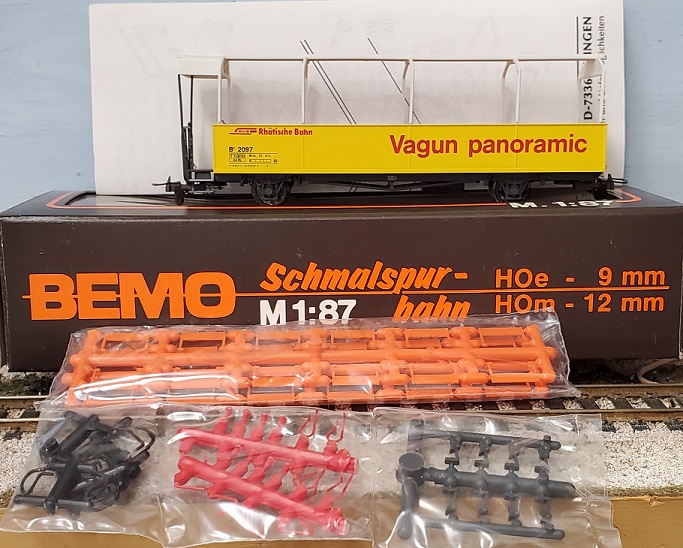 D-7336
Rhätische Bahn
Vagun panoramic
B² 2097
M 1:87
BEMO
Schmalspur-
bahn
M 1:87
HOe - 9 mm
HOm - 12 mm